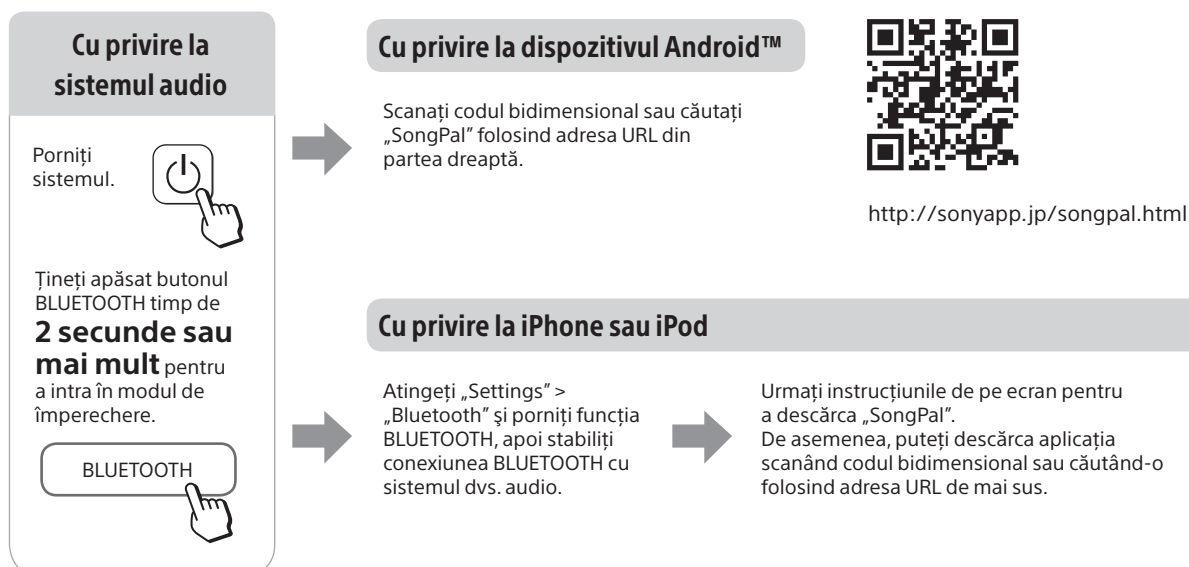 Cu privire la
sistemul audio
Porniți
sistemul.
Țineți apăsat butonul
BLUETOOTH timp de
2 secunde sau
mai mult pentru
a intra în modul de
împerechere.
BLUETOOTH
Cu privire la dispozitivul Android™
Scanați codul bidimensional sau căutați
„SongPal” folosind adresa URL din
partea dreaptă.
http://sonyapp.jp/songpal.html
Cu privire la iPhone sau iPod
Atingeți „Settings” >
„Bluetooth” şi porniți funcția
BLUETOOTH, apoi stabiliți
conexiunea BLUETOOTH cu
sistemul dvs. audio.
Urmați instrucțiunile de pe ecran pentru
a descărca „SongPal”.
De asemenea, puteți descărca aplicația
scanând codul bidimensional sau căutând-o
folosind adresa URL de mai sus.